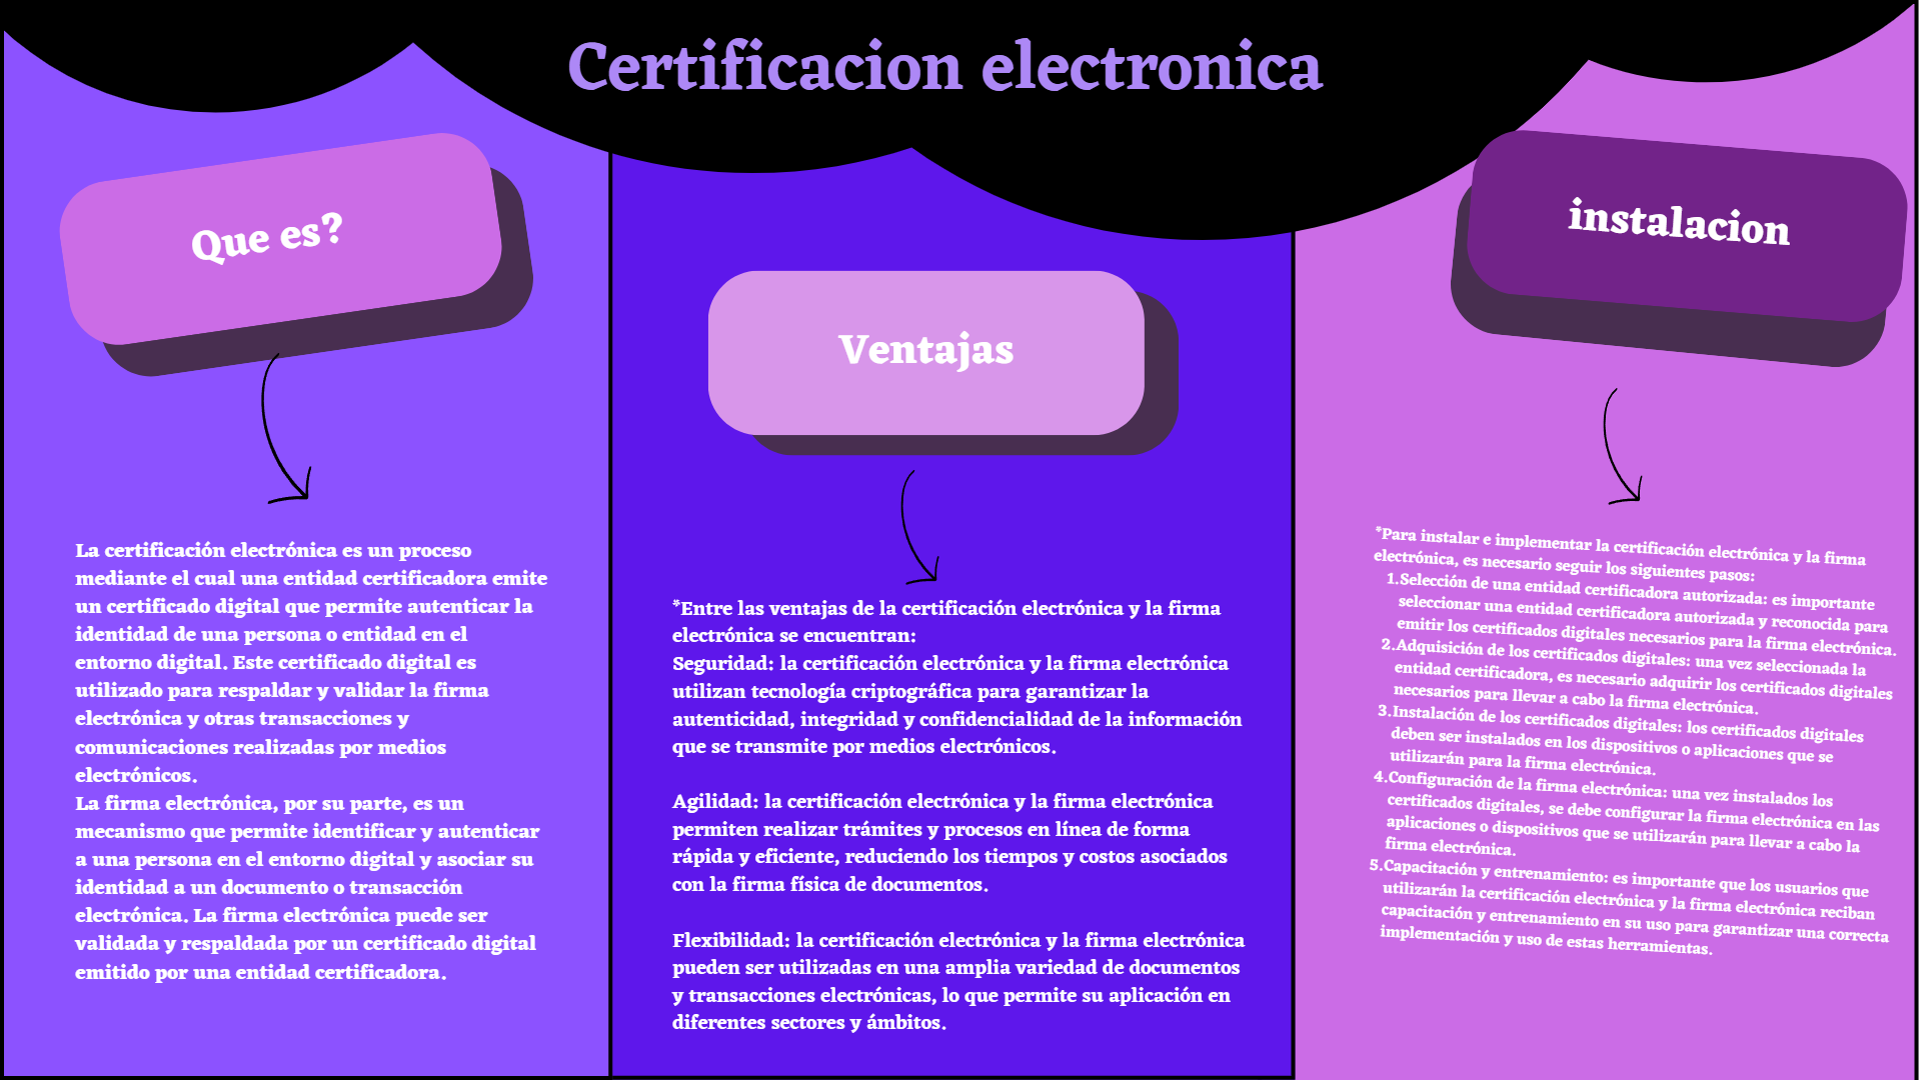 Certificacion electronica
Que es?
La certificación electrónica es un proceso
mediante el cual una entidad certificadora emite
un certificado digital que permite autenticar la
identidad de una persona o entidad en el
entorno digital. Este certificado digital es
utilizado para respaldar y validar la firma
electrónica y otras transacciones y
comunicaciones realizadas por medios
electrónicos.
La firma electrónica, por su parte, es un
mecanismo que permite identificar y autenticar
a una persona en el entorno digital y asociar su
identidad a un documento o transacción
electrónica. La firma electrónica puede ser
validada y respaldada por un certificado digital
emitido por una entidad certificadora.
Ventajas
*Entre las ventajas de la certificación electrónica y la firma
electrónica se encuentran:
Seguridad: la certificación electrónica y la firma electrónica
utilizan tecnología criptográfica para garantizar la
autenticidad, integridad y confidencialidad de la información
que se transmite por medios electrónicos.
Agilidad: la certificación electrónica y la firma electrónica
permiten realizar trámites y procesos en línea de forma
rápida y eficiente, reduciendo los tiempos y costos asociados
con la firma física de documentos.
Flexibilidad: la certificación electrónica y la firma electrónica
pueden ser utilizadas en una amplia variedad de documentos
y transacciones electrónicas, lo que permite su aplicación en
diferentes sectores y ámbitos.
instalacion
*Para instalar e implementar la certificación electrónica y la firma
electrónica, es necesario seguir los siguientes pasos:
1.Selección de una entidad certificadora autorizada: es importante
seleccionar una entidad certificadora autorizada y reconocida para
emitir los certificados digitales necesarios para la firma electrónica.
2.Adquisición de los certificados digitales: una vez seleccionada la
entidad certificadora, es necesario adquirir los certificados digitales
necesarios para llevar a cabo la firma electrónica.
3.Instalación de los certificados digitales: los certificados digitales
deben ser instalados en los dispositivos o aplicaciones que se
utilizarán para la firma electrónica.
4.Configuración de la firma electrónica: una vez instalados los
certificados digitales, se debe configurar la firma electrónica en las
aplicaciones o dispositivos que se utilizarán para llevar a cabo la
firma electrónica.
5.Capacitación y entrenamiento: es importante que los usuarios que
utilizarán la certificación electrónica y la firma electrónica reciban
capacitación y entrenamiento en su uso para garantizar una correcta
implementación y uso de estas herramientas.